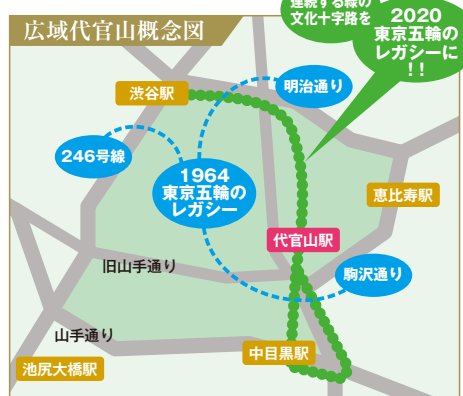 広域代官山概念図
連続する緑の
文化十字路を
2020
東京五輪の
レガシーに
!!
渋谷駅
明治通り
246号線
1964
東京五輪の
レガシー
恵比寿駅
代官山駅
旧山手通り
駒沢通り
山手通り
中目黒駅
池尻大橋駅